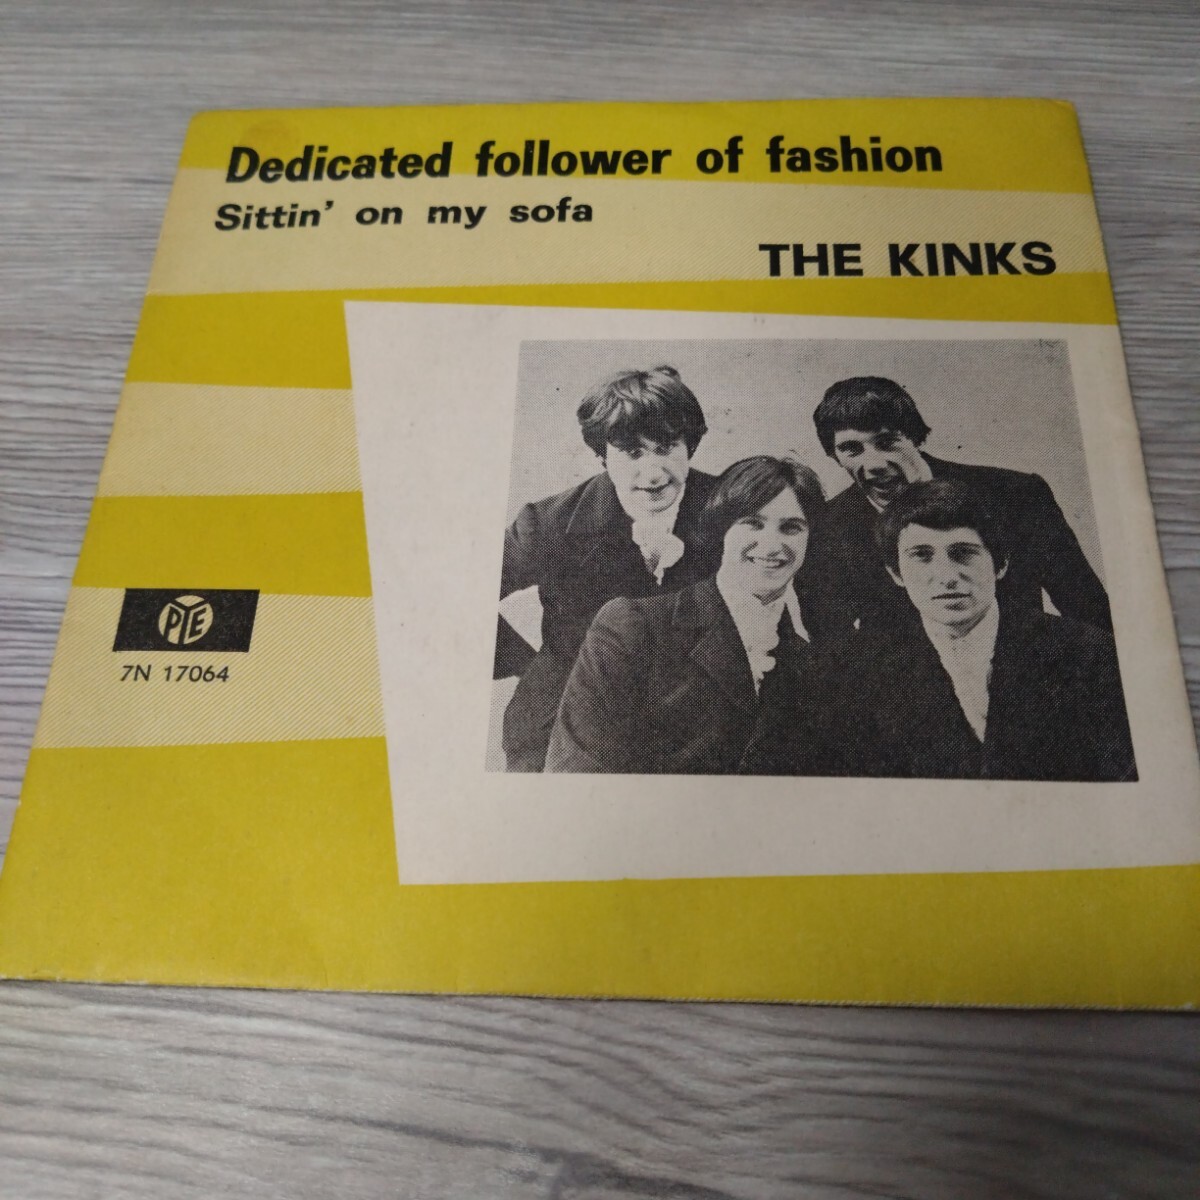 Dedicated follower of fashion
Sittin' on my sofa
THE KINKS
PYE
7N 17064